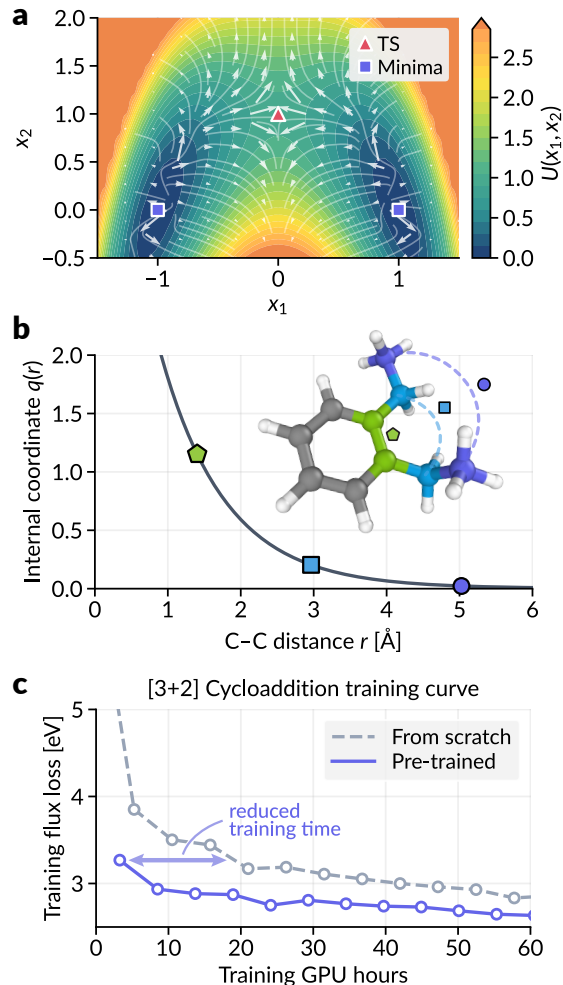 a
2.0
1.5
1.0
0.5
0.0
−0.5
x₂
−1
0
1
x₁
TS
Minima
2.5
2.0
1.5
1.0
0.5
0.0
U(x₁, x₂)
b
2.0
1.5
1.0
0.5
0.0
Internal coordinate q(r)
0
1
2
3
4
5
6
C–C distance r [Å]
c
[3+2] Cycloaddition training curve
5
4
3
Training flux loss [eV]
From scratch
Pre-trained
reduced
training time
0
10
20
30
40
50
60
Training GPU hours